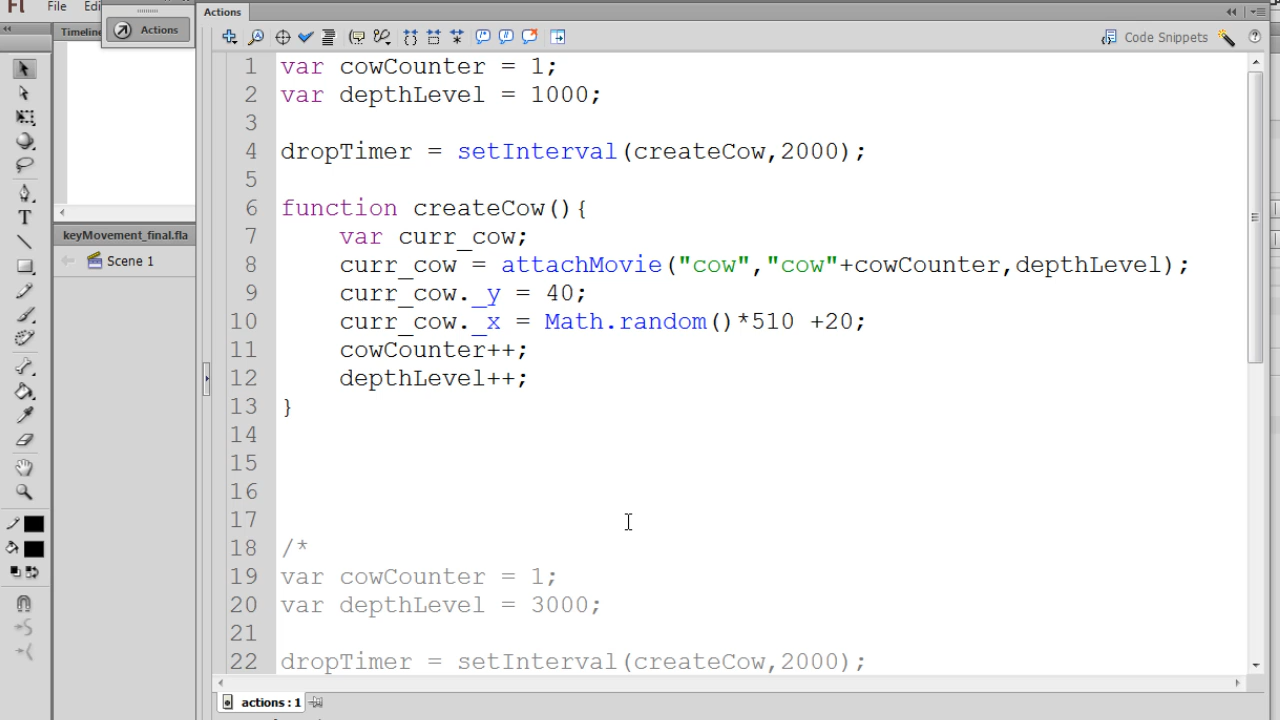 Fl File Edi
Actions
Timeline
Actions
Code Snippets
1 var cowCounter = 1;
2 var depthLevel = 1000;
3
4 dropTimer = setInterval(createCow,2000);
5
6 function createCow(){
7 var curr_cow;
8 curr_cow = attachMovie("cow","cow"+cowCounter,depthLevel);
9 curr_cow._y = 40;
10 curr_cow._x = Math.random()*510 +20;
11 cowCounter++;
12 depthLevel++;
13 }
14
15
16
17
18 /*
19 var cowCounter = 1;
20 var depthLevel = 3000;
21
22 dropTimer = setInterval(createCow,2000);
keyMovement_final.fla
Scene 1
actions : 1